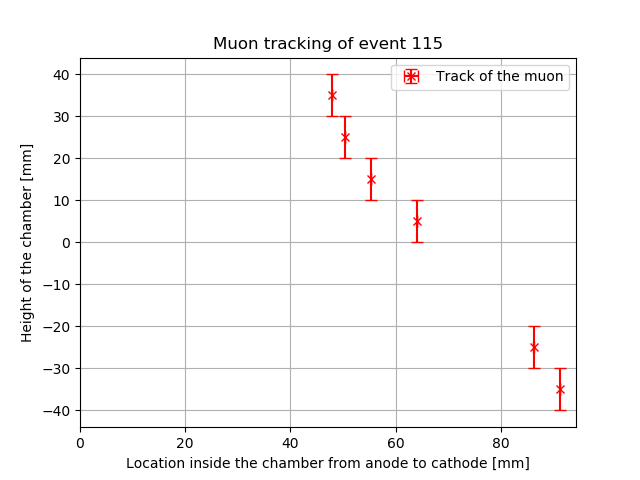 Muon tracking of event 115
Track of the muon
Height of the chamber [mm]
40
30
20
10
0
−10
−20
−30
−40
0 20 40 60 80
Location inside the chamber from anode to cathode [mm]